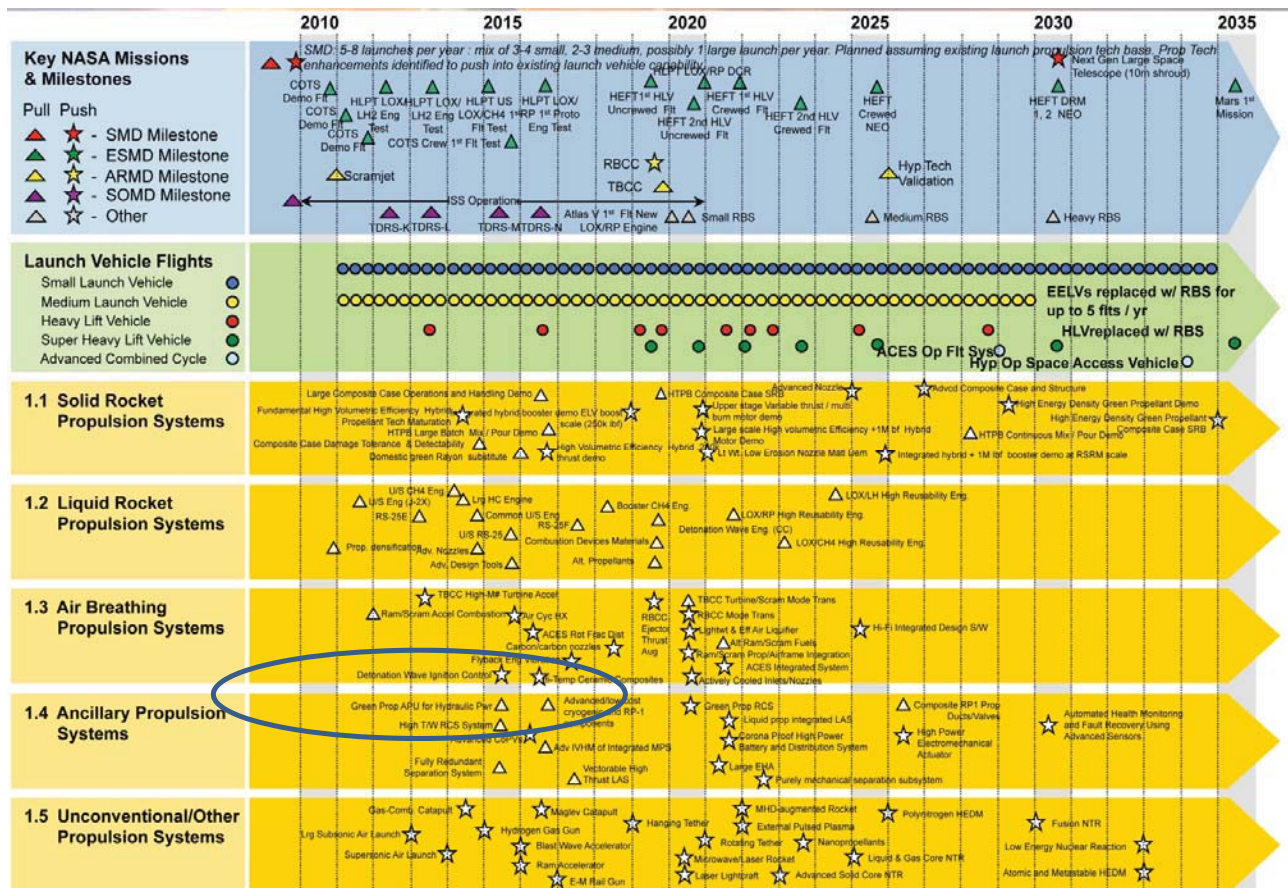 2010 2015 2020 2025 2030 2035
Key NASA Missions
& Milestones
Pull Push
- SMD Milestone
- ESMD Milestone
- ARMD Milestone
- SOMD Milestone
- Other
SMD: 5-8 launches per year : mix of 3-4 small, 2-3 medium, possibly 1 large launch per year. Planned assuming existing launch propulsion tech base. Prop Tech
enhancements identified to push into existing launch vehicle capability.
COTS
Demo Flt
COTS
Demo Flt
COTS
Demo Flt
HLPT LOX/
LH2 Eng
Test
HLPT LOX/
LH2 Eng
Test
HLPT US
LOX/CH4 1st
Flt Test
HLPT LOX/
RP 1st Proto
Eng Test
COTS Crew 1st Flt Test
HEFT 1st HLV
Uncrewed Flt
HLPT LOX/RP DCR
HEFT 2nd HLV
Uncrewed Flt
HEFT 1st HLV
Crewed Flt
HEFT 2nd HLV
Crewed Flt
HEFT
Crewed
NEO
Next Gen Large Space
Telescope (10m shroud)
HEFT DRM
1, 2 NEO
Mars 1st
Mission
Scramjet
RBCC
TBCC
Hyp Tech
Validation
ISS Operations
TDRS-K
TDRS-L
TDRS-M
TDRS-N
Atlas V 1st Flt New
LOX/RP Engine
Small RBS
Medium RBS
Heavy RBS
Launch Vehicle Flights
Small Launch Vehicle
Medium Launch Vehicle
Heavy Lift Vehicle
Super Heavy Lift Vehicle
Advanced Combined Cycle
EELVs replaced w/ RBS for
up to 5 flts / yr
HLVreplaced w/ RBS
ACES Op Flt Sys
Hyp Op Space Access Vehicle
1.1 Solid Rocket
Propulsion Systems
Large Composite Case Operations and Handling Demo
Fundamental High Volumetric Efficiency Hybrid
Propellant Tech Maturation
rated hybrid booster demo ELV boost
scale (250k lbf)
HTPB Large Batch Mix / Pour Demo
Composite Case Damage Tolerance & Detectability
Domestic green Rayon substitute
High Volumetric Efficiency Hybrid
thrust demo
HTPB Composite Case SRB
Upper stage Variable thrust / multi
burn motor demo
Large scale High volumetric Efficiency +1M bf Hybrid
Motor Demo
Lt Wt. Low Erosion Nozzle Matl Dem
Advanced Nozzle
Advcd Composite Case and Structure
High Energy Density Green Propellant Demo
High Energy Density Green Propellant
Composite Case SRB
HTPB Continuous Mix / Pour Demo
Integrated hybrid + 1M lbf booster demo at RSRM scale
1.2 Liquid Rocket
Propulsion Systems
U/S CH4 Eng.
U/S Eng (J-2X)
Lrg HC Engine
RS-25E
Common U/S Eng
U/S RS-25
RS-25F
Booster CH4 Eng.
Prop. densification
Adv. Nozzles
Adv. Design Tools
Combustion Devices Materials
Alt. Propellants
Detonation Wave Eng. (CC)
LOX/RP High Reusability Eng.
LOX/LH High Reusability Eng.
LOX/CH4 High Reusability Eng.
1.3 Air Breathing
Propulsion Systems
TBCC High-M# Turbine Accel
Ram/Scram Accel Combustion
Air Cyc HX
ACES Rot Frac Dist
Carbon/carbon nozzles
Flyback Eng
Detonation Wave Ignition Control
Temp Ceramic Composites
RBCC
Ejector
Thrust
Aug
TBCC Turbine/Scram Mode Trans
RBCC Mode Trans
Lightwt & Eff Air Liquifier
Alt Ram/Scram Fuels
Ram/Scram Prop/Airframe Integration
ACES Integrated System
Actively Cooled Inlets/Nozzles
Hi-Fi Integrated Design S/W
1.4 Ancillary Propulsion
Systems
Green Prop APU for Hydraulic Pwr
High T/W RCS System
Advanced/low cost
cryogenic and RP-1
components
Advanced CoPVs
Adv IVHM of Integrated MPS
Fully Redundant
Separation System
Vectorable High
Thrust LAS
Green Prop RCS
Liquid prop integrated LAS
Corona Proof High Power
Battery and Distribution System
Large EHA
Purely mechanical separation subsystem
Composite RP1 Prop
Ducts/Valves
High Power
Electromechanical
Actuator
Automated Health Monitoring
and Fault Recovery Using
Advanced Sensors
1.5 Unconventional/Other
Propulsion Systems
Gas-Comb. Catapult
Lrg Subsonic Air Launch
Supersonic Air Launch
Hydrogen Gas Gun
Maglev Catapult
Blast Wave Accelerator
Ram Accelerator
E-M Rail Gun
Hanging Tether
MHD-augmented Rocket
External Pulsed Plasma
Rotating Tether
Nanopropellants
Microwave/Laser Rocket
Laser Lightcraft
Advanced Solid Core NTR
Polynitrogen HEDM
Liquid & Gas Core NTR
Fusion NTR
Low Energy Nuclear Reaction
Atomic and Metastable HEDM